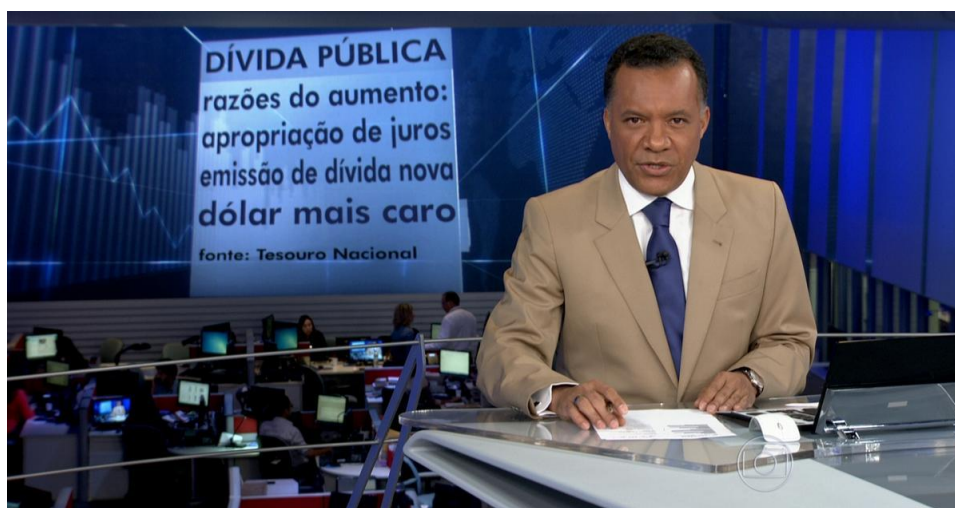 DÍVIDA PÚBLICA
razões do aumento:
apropriação de juros
emissão de dívida nova
dólar mais caro
fonte: Tesouro Nacional